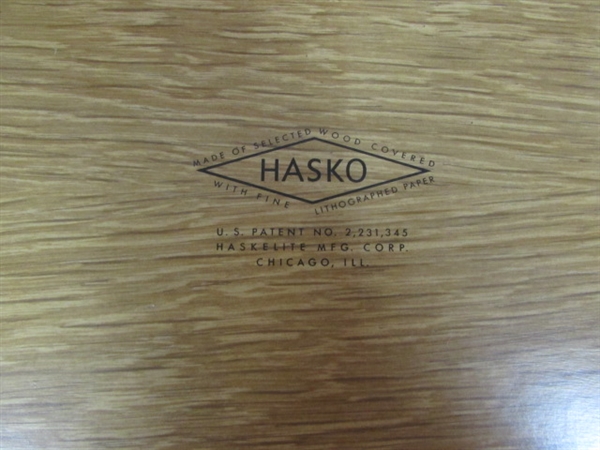 MADE OF SELECTED WOOD COVERED
HASKO
WITH FINE LITHOGRAPHED PAPER
U.S. PATENT NO. 2,231,345
HASKELITE MFG. CORP.
CHICAGO, ILL.